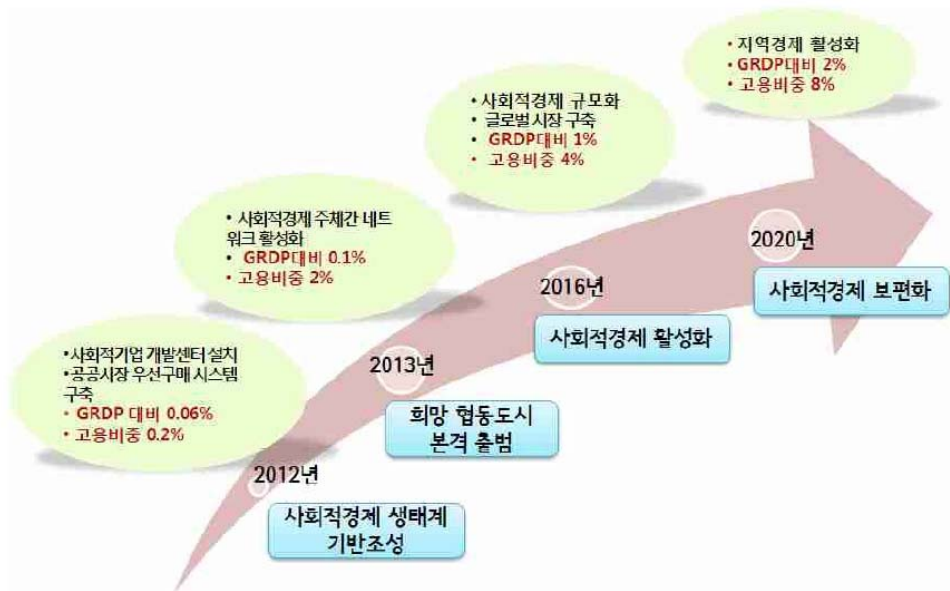 • 지역경제 활성화
• GRDP대비 2%
• 고용비중 8%
• 사회적경제 규모화
• 글로벌 시장 구축
• GRDP대비 1%
• 고용비중 4%
• 사회적경제 주체간 네트
워크 활성화
• GRDP대비 0.1%
• 고용비중 2%
•사회적기업 개발센터 설치
•공공시장 우선구매 시스템
구축
• GRDP 대비 0.06%
• 고용비중 0.2%
2020년
사회적경제 보편화
2016년
사회적경제 활성화
2013년
희망 협동도시
본격 출범
2012년
사회적경제 생태계
기반조성